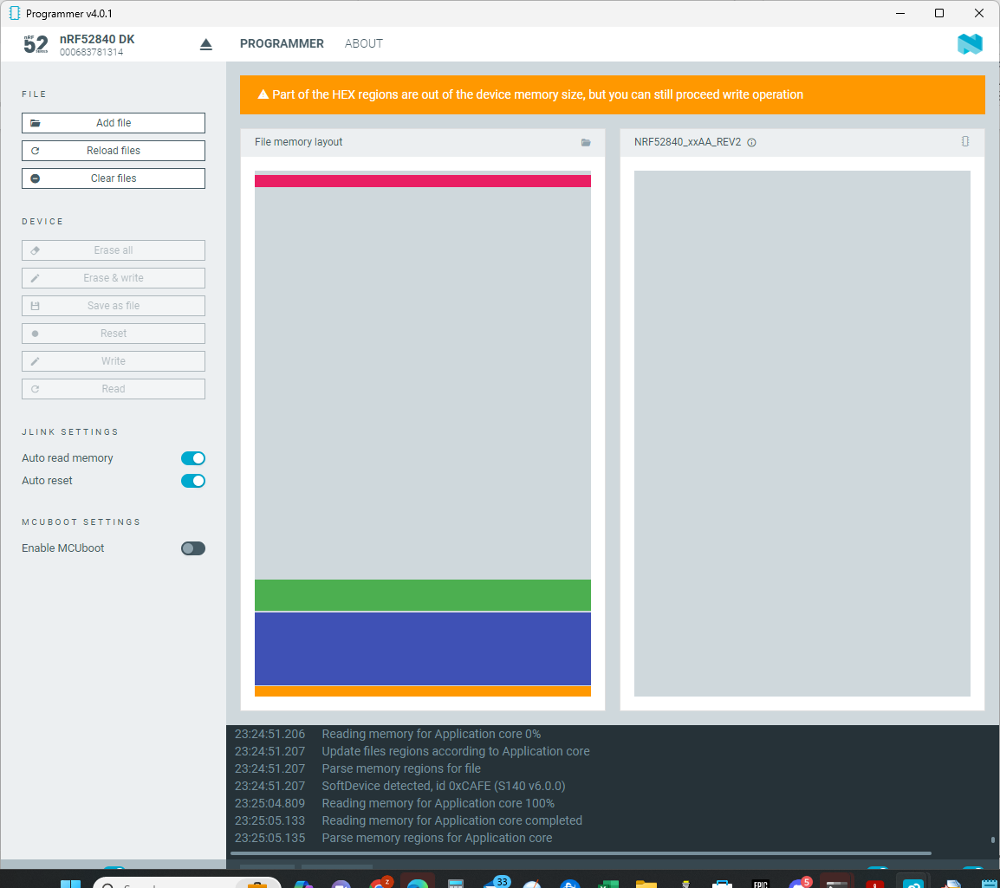 Programmer v4.0.1
nRF52840 DK
000683781314
PROGRAMMER
ABOUT
FILE
Add file
Reload files
Clear files
DEVICE
Erase all
Erase & write
Save as file
Reset
Write
Read
JLINK SETTINGS
Auto read memory
Auto reset
MCUBOOT SETTINGS
Enable MCUboot
Part of the HEX regions are out of the device memory size, but you can still proceed write operation
File memory layout
NRF52840_xxAA_REV2
23:24:51.206 Reading memory for Application core 0%
23:24:51.207 Update files regions according to Application core
23:24:51.207 Parse memory regions for file
23:24:51.207 SoftDevice detected, id 0xCAFE (S140 v6.0.0)
23:25:04.809 Reading memory for Application core 100%
23:25:05.133 Reading memory for Application core completed
23:25:05.135 Parse memory regions for Application core
33
EPIC
5